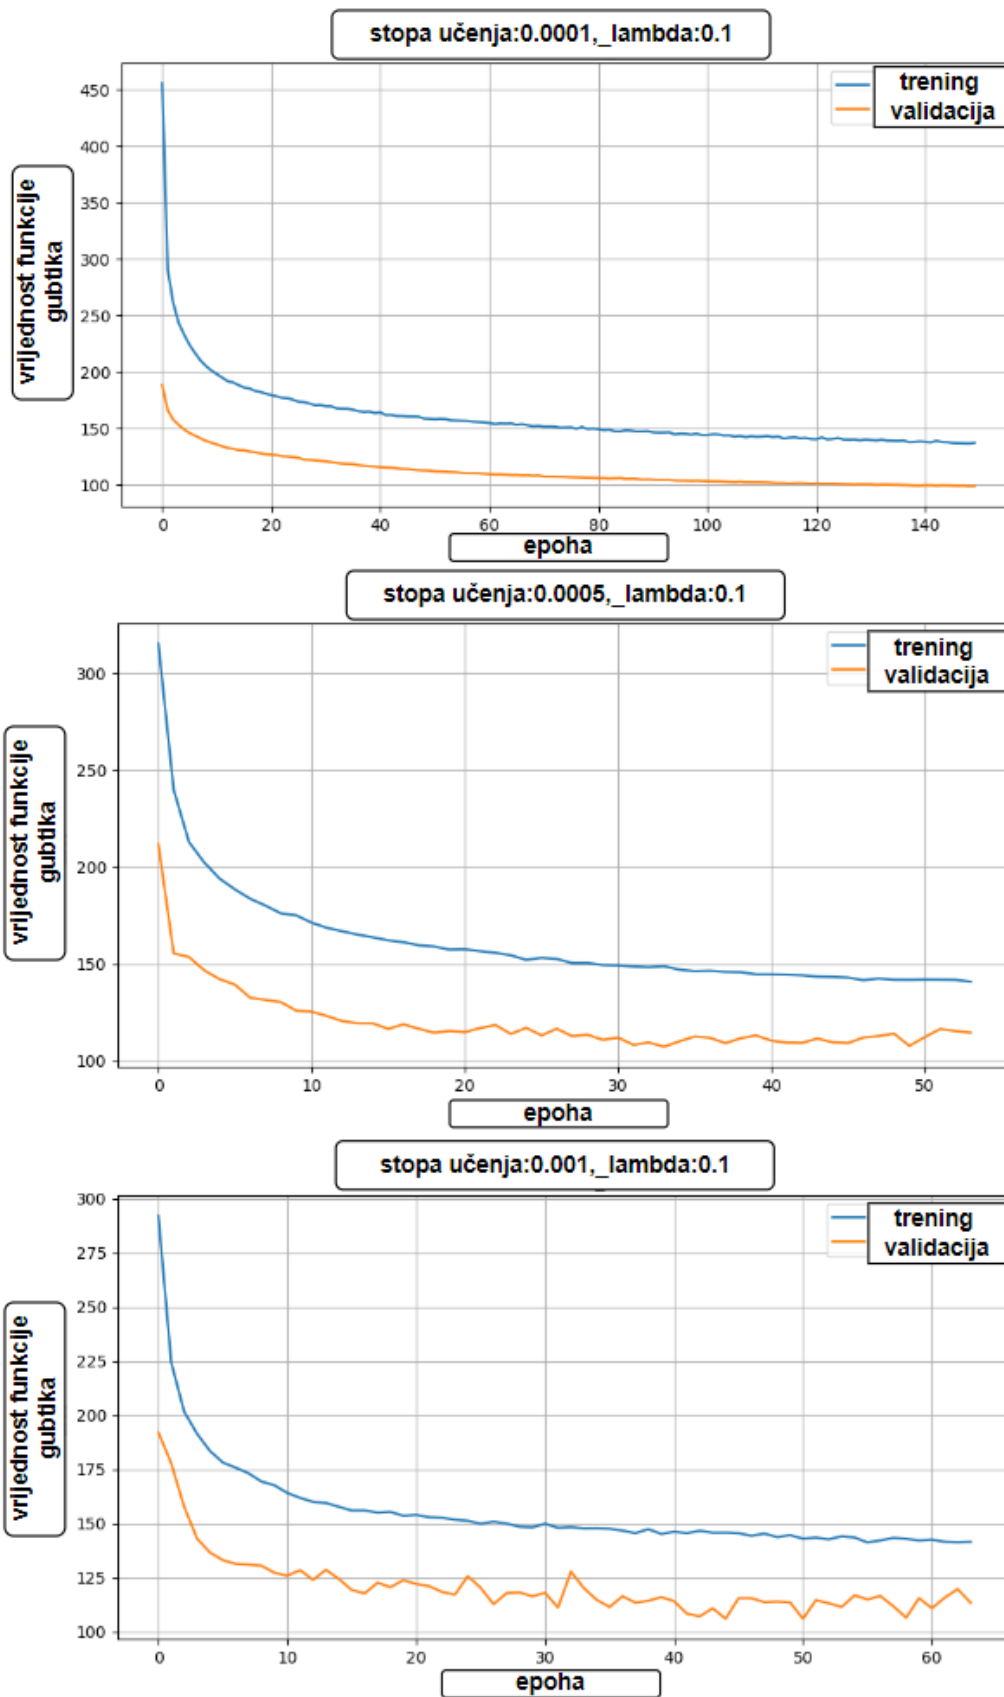 stopa učenja:0.0001,_lambda:0.1
trening
validacija
450
400
350
300
250
200
150
100
vrijednost funkcije
gubtka
0 20 40 60 80 100 120 140
epoha
stopa učenja:0.0005,_lambda:0.1
trening
validacija
300
250
200
150
100
vrijednost funkcije
gubtka
0 10 20 30 40 50
epoha
stopa učenja:0.001,_lambda:0.1
trening
validacija
300
275
250
225
200
175
150
125
100
vrijednost funkcije
gubtka
0 10 20 30 40 50 60
epoha